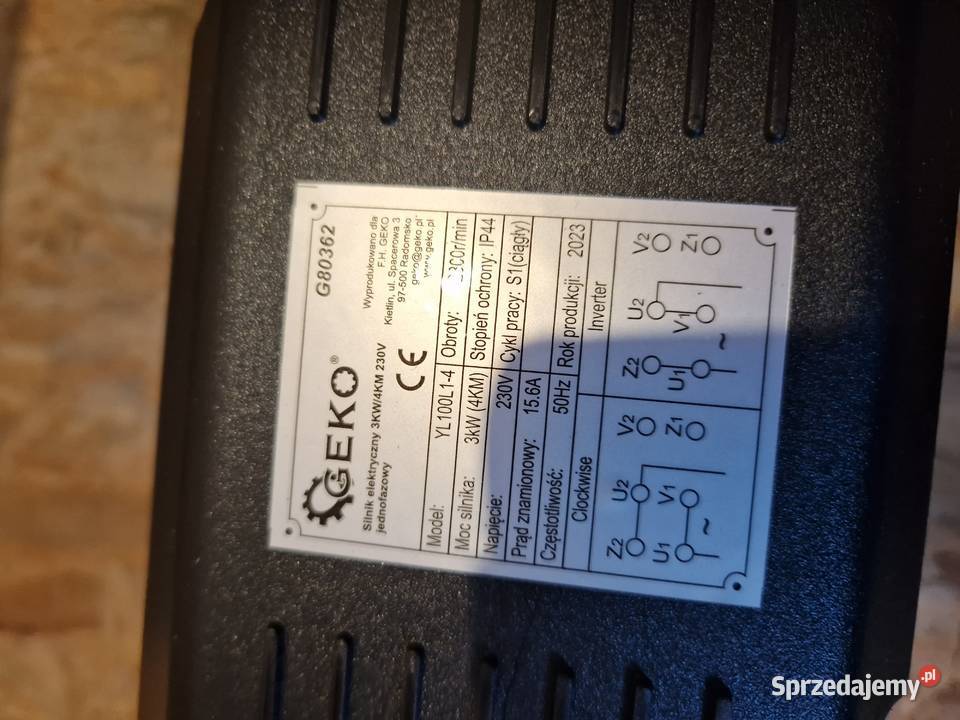 G80362
GEKO®
Silnik elektryczny 3KW/4KM 230V
jednofazowy
Wyprodukowano dla
F.H. GEKO
Kietlin, ul. Spacerowa 3
97-500 Radomsko
geko@geko.pl
www.geko.pl
CE
Model: YL100L1-4 Obroty: r/min
Moc silnika: 3kW (4KM) Stopień ochrony: IP44
Napięcie: 230V Cykl pracy: S1(ciągły)
Prąd znamionowy: 15.6A Rok produkcji: 2023
Częstotliwość: 50Hz
Clockwise Inverter
Z2 U2 V2 Z2 U2 V2
U1 V1 Z1 U1 V1 Z1
~ ~
Sprzedajemy.pl